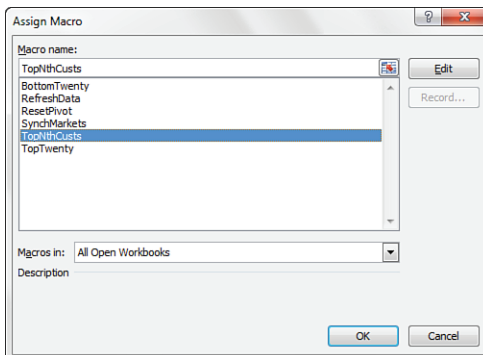 Assign Macro
Macro name:
TopNthCusts
Edit
BottomTwenty
RefreshData
ResetPivot
SynchMarkets
TopNthCusts
TopTwenty
Record...
Macros in: All Open Workbooks
Description
OK Cancel